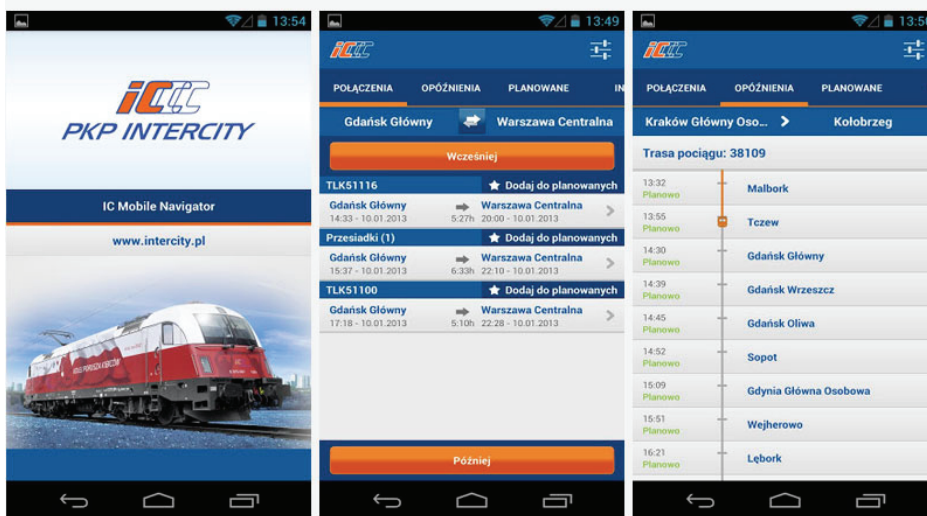 13:54
iC
PKP INTERCITY
IC Mobile Navigator
www.intercity.pl
13:49
iC
POŁĄCZENIA OPÓŹNIENIA PLANOWANE IN
Gdańsk Główny Warszawa Centralna
Wcześniej
TLK51116 Dodaj do planowanych
Gdańsk Główny Warszawa Centralna
14:33 - 10.01.2013 5:27h 20:00 - 10.01.2013
Przesiadki (1) Dodaj do planowanych
Gdańsk Główny Warszawa Centralna
15:37 - 10.01.2013 6:33h 22:10 - 10.01.2013
TLK51100 Dodaj do planowanych
Gdańsk Główny Warszawa Centralna
17:18 - 10.01.2013 5:10h 22:28 - 10.01.2013
Później
13:50
iC
POŁĄCZENIA OPÓŹNIENIA PLANOWANE
Kraków Główny Oso... Kołobrzeg
Trasa pociągu: 38109
13:32
Planowo
Malbork
13:55
Planowo
Tczew
14:30
Planowo
Gdańsk Główny
14:39
Planowo
Gdańsk Wrzeszcz
14:45
Planowo
Gdańsk Oliwa
14:52
Planowo
Sopot
15:09
Planowo
Gdynia Główna Osobowa
15:51
Planowo
Wejherowo
16:21
Planowo
Lębork